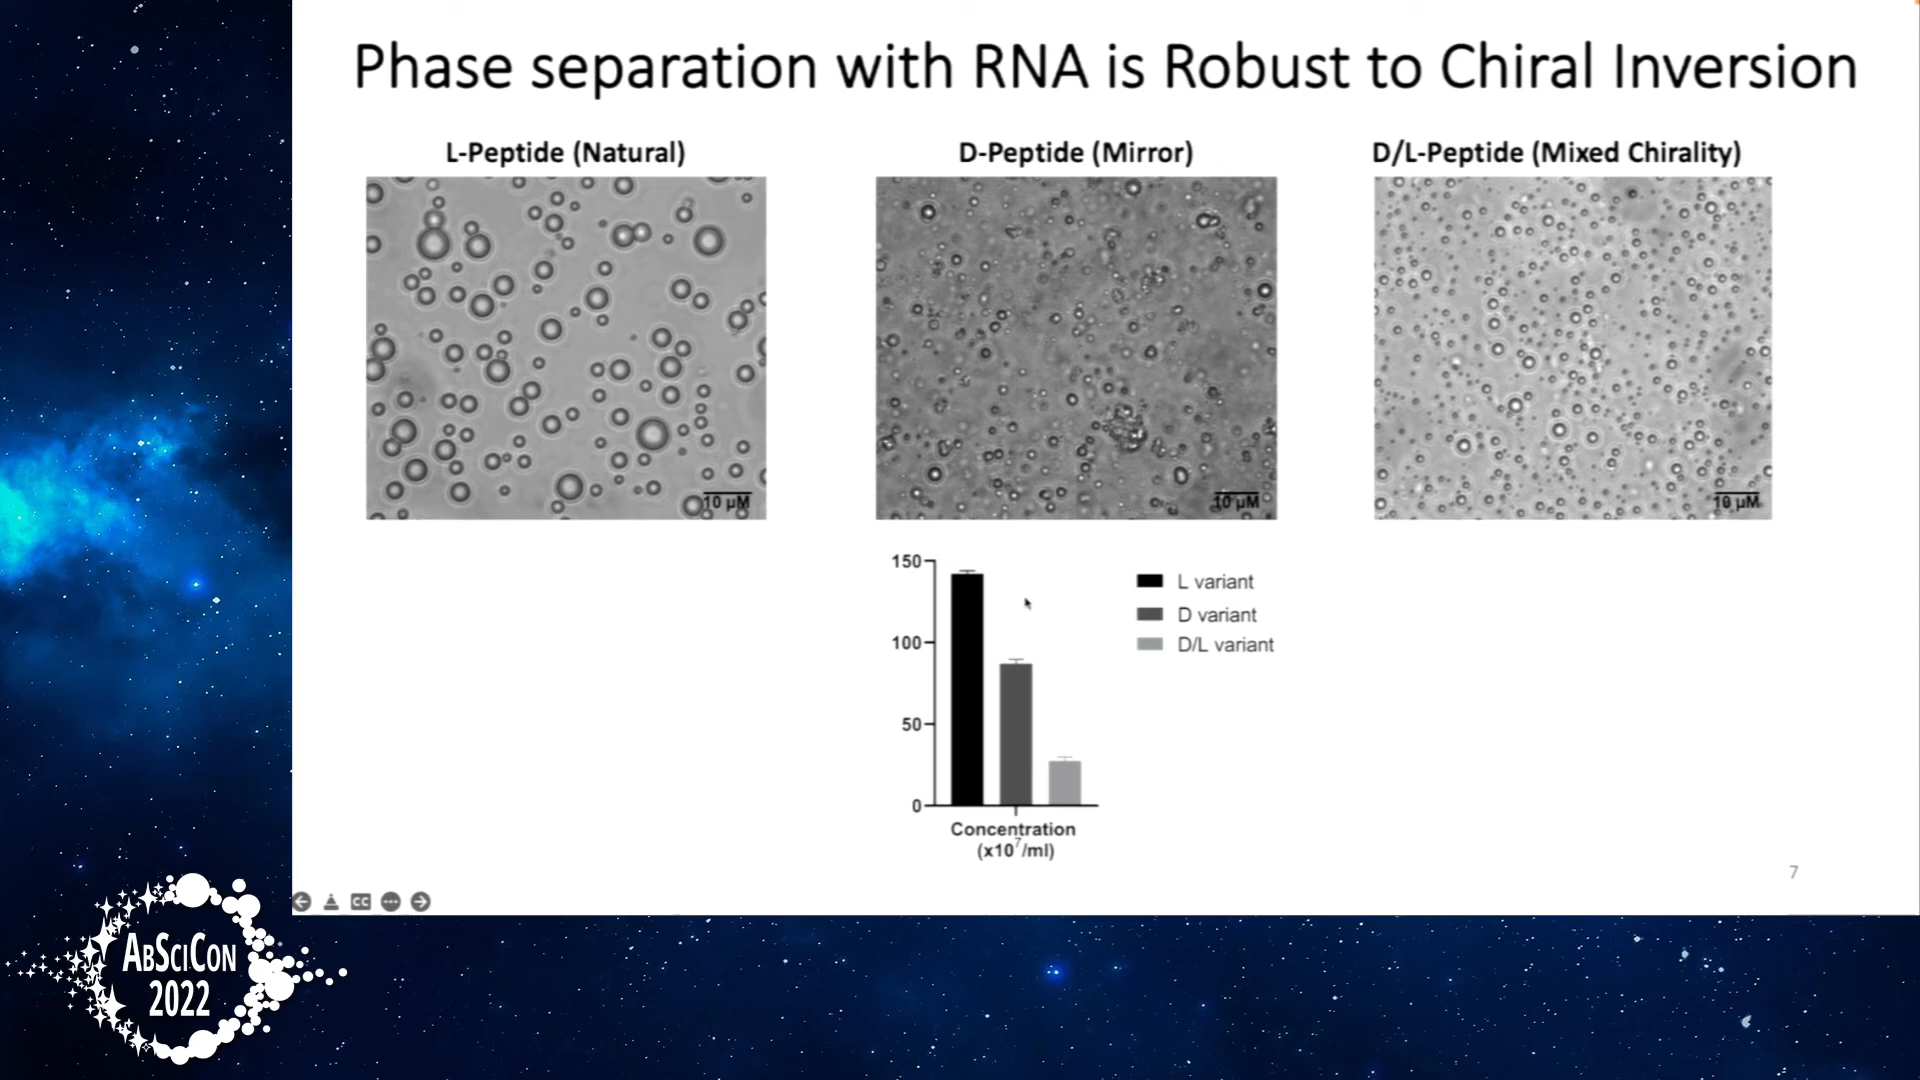 Phase separation with RNA is Robust to Chiral Inversion
L-Peptide (Natural)
D-Peptide (Mirror)
D/L-Peptide (Mixed Chirality)
10 µM
10 µM
10 µM
150
100
50
0
L variant
D variant
D/L variant
Concentration
(x10⁷/ml)
7
CC
ABSCICON
2022